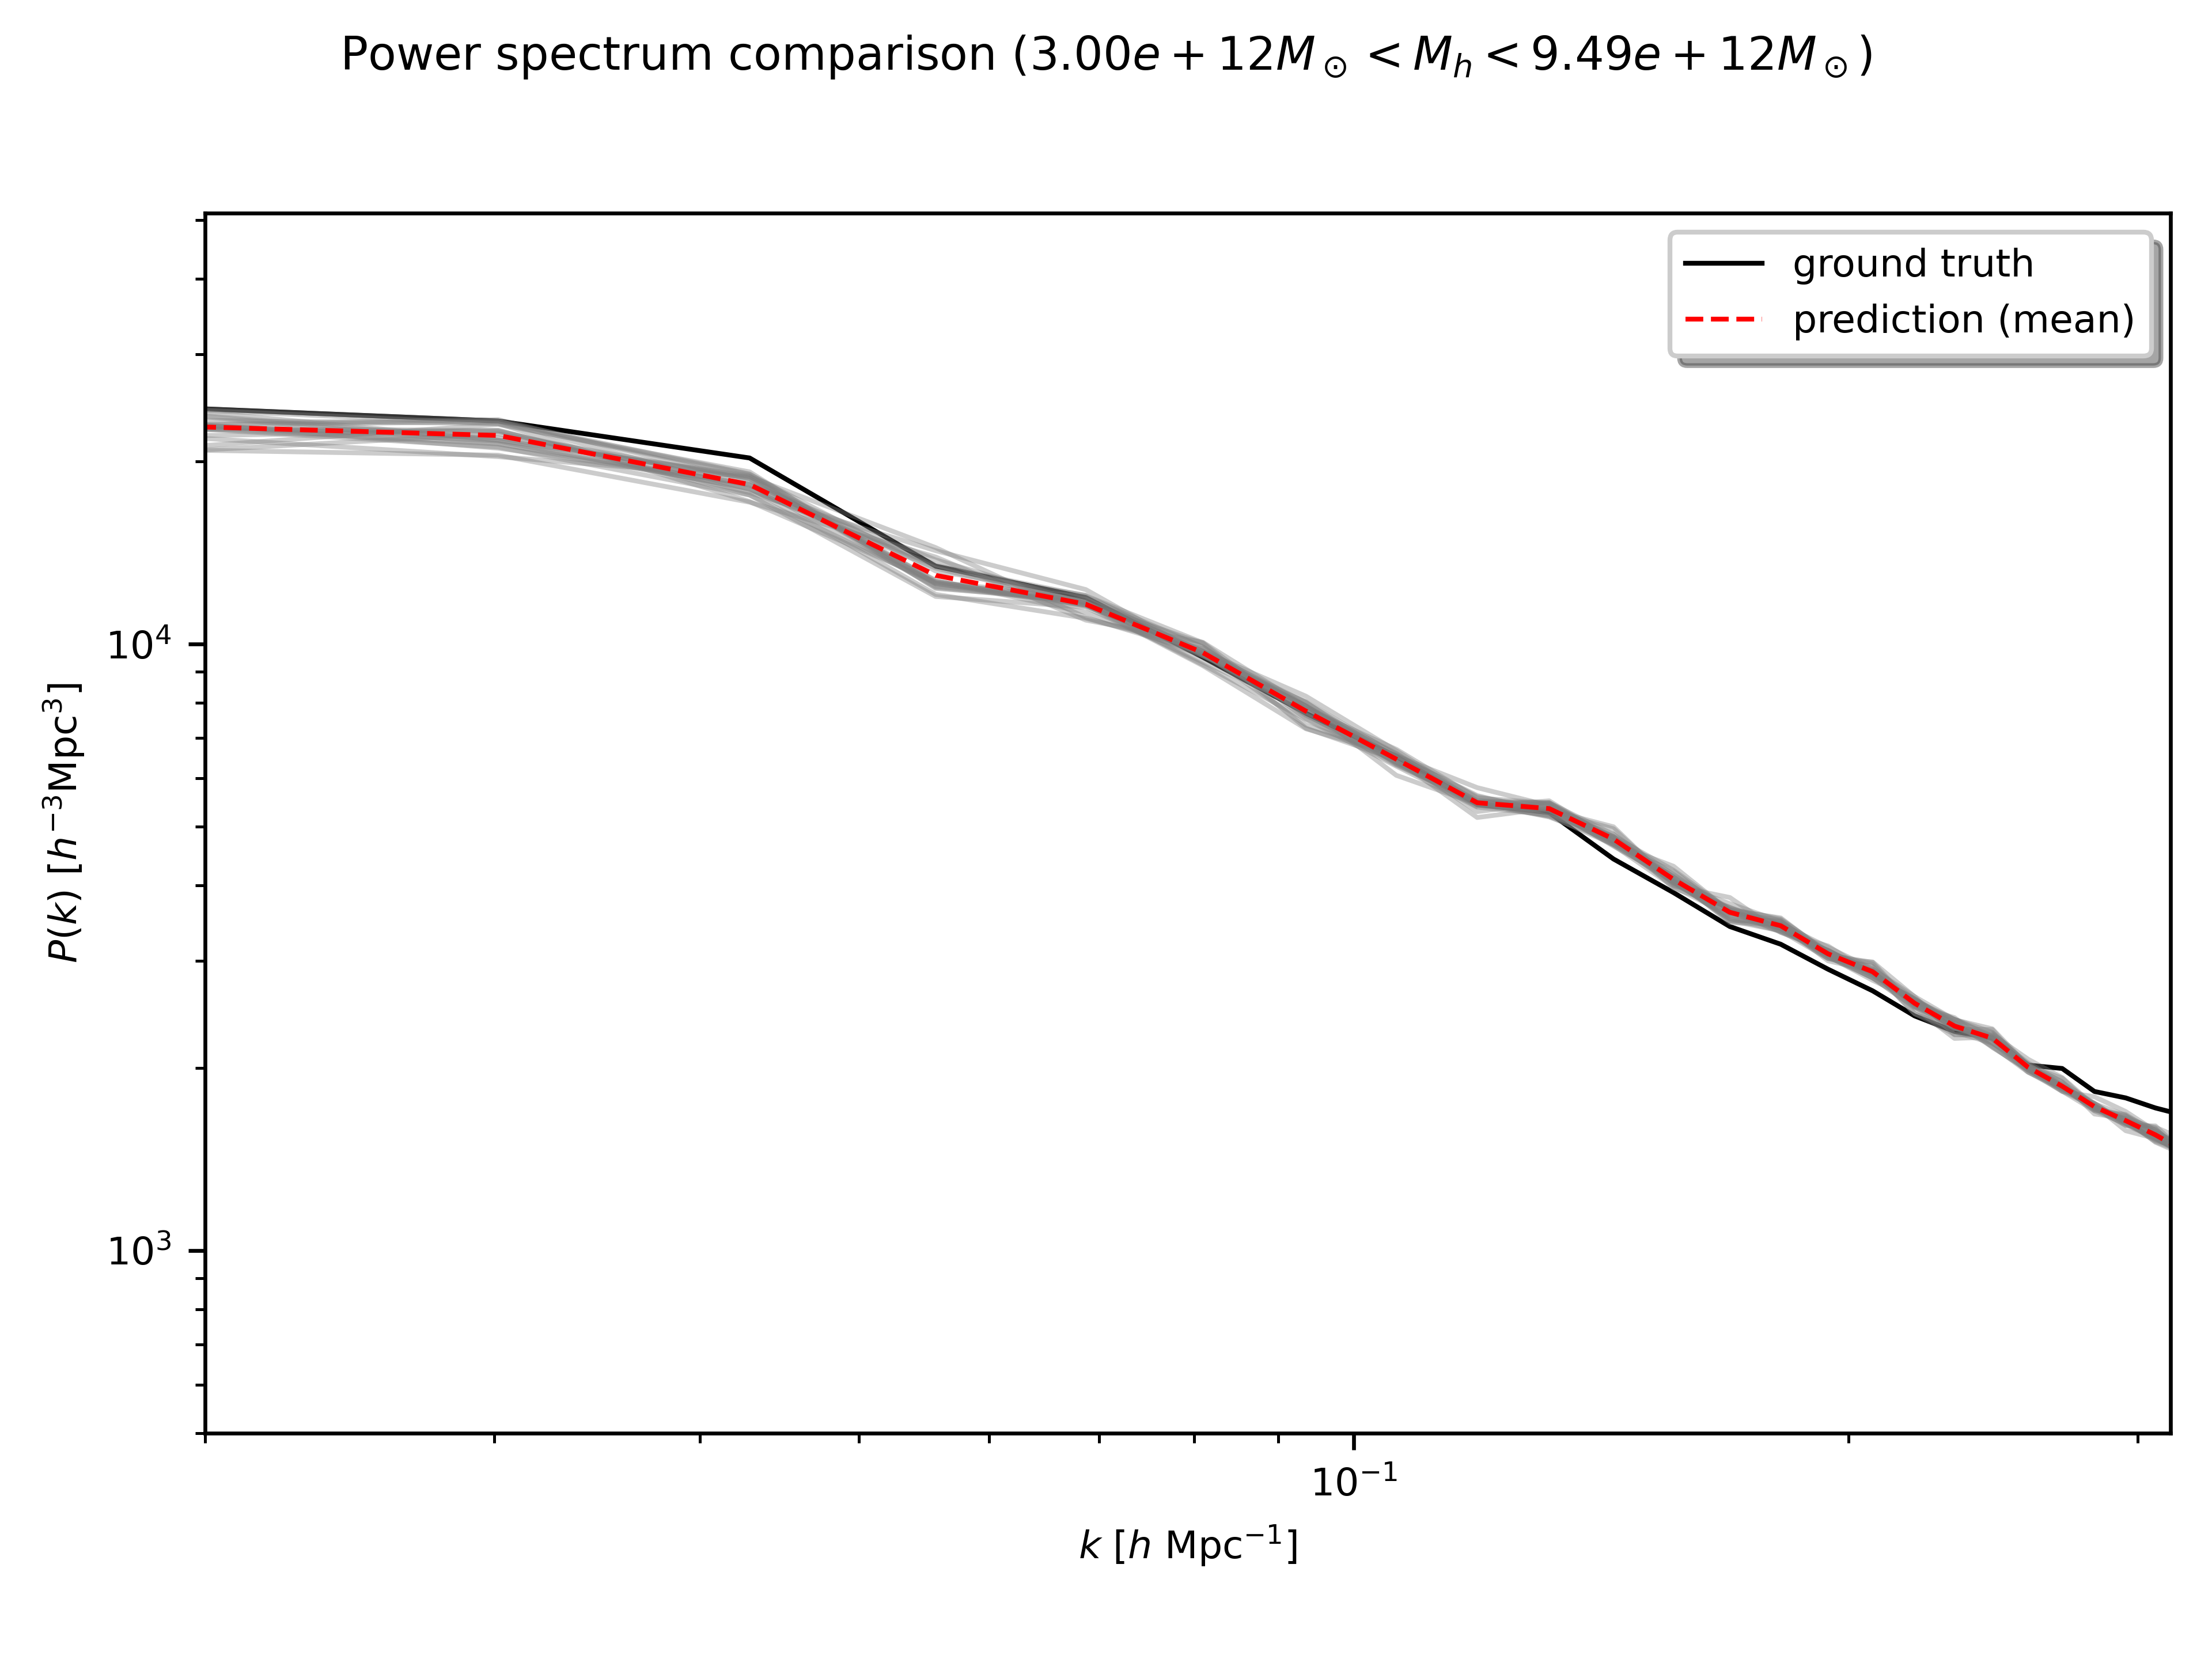 Power spectrum comparison (3.00e + 12M⊙ < Mₕ < 9.49e + 12M⊙)
ground truth
prediction (mean)
10⁴
10³
P(k) [h⁻³Mpc³]
10⁻¹
k [h Mpc⁻¹]